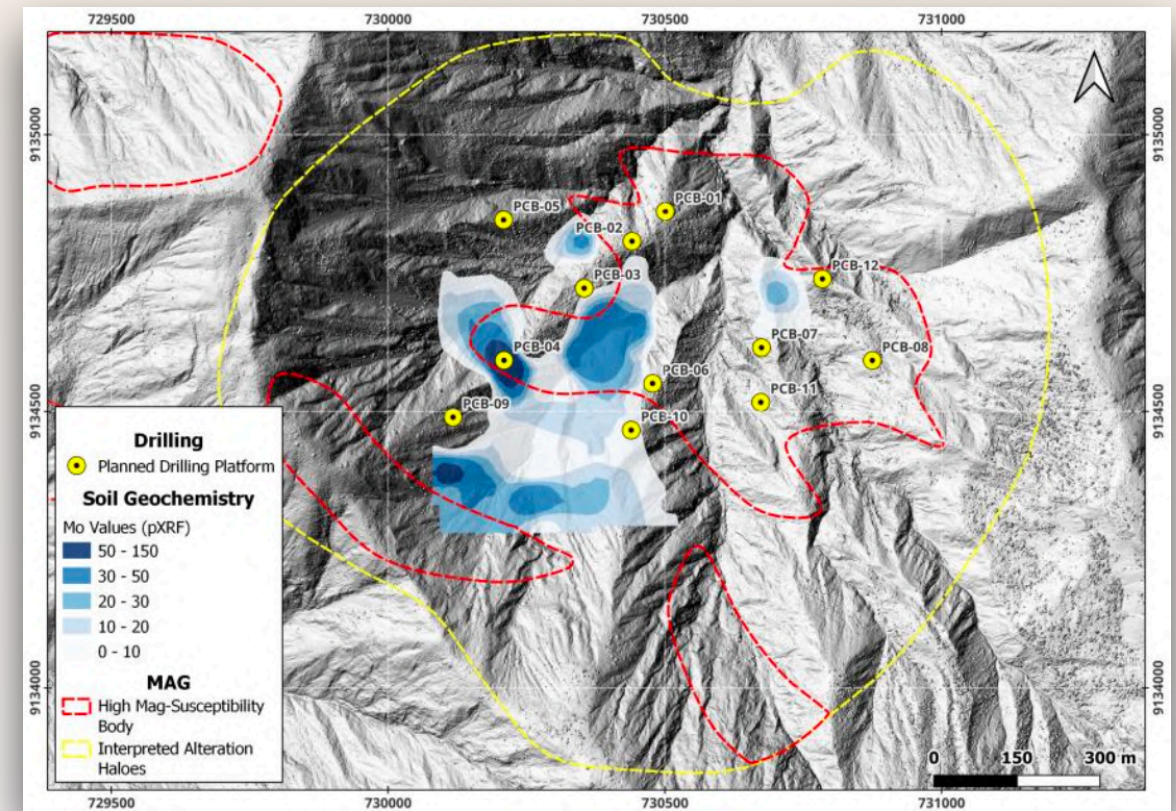 729500 730000 730500 731000
9135000 9135000
PCB-01
PCB-05
PCB-02
PCB-12
PCB-03
PCB-07
PCB-04
PCB-08
PCB-06
PCB-11
PCB-09
PCB-10
9134500 9134500
Drilling
Planned Drilling Platform
Soil Geochemistry
Mo Values (pXRF)
50 - 150
30 - 50
20 - 30
10 - 20
0 - 10
MAG
High Mag-Susceptibility
Body
Interpreted Alteration
Haloes
9134000 9134000
0 150 300 m
729500 730000 730500 731000